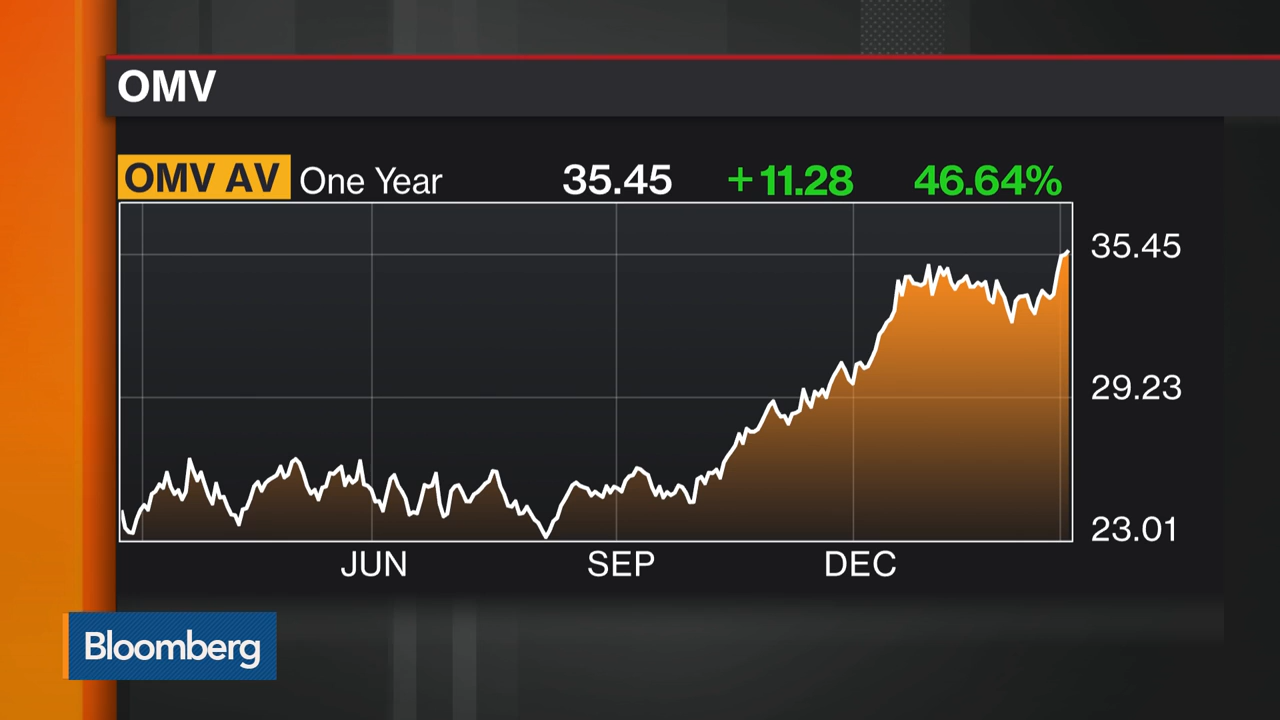 OMV
OMV AV One Year 35.45 +11.28 46.64%
35.45
29.23
23.01
JUN SEP DEC
Bloomberg